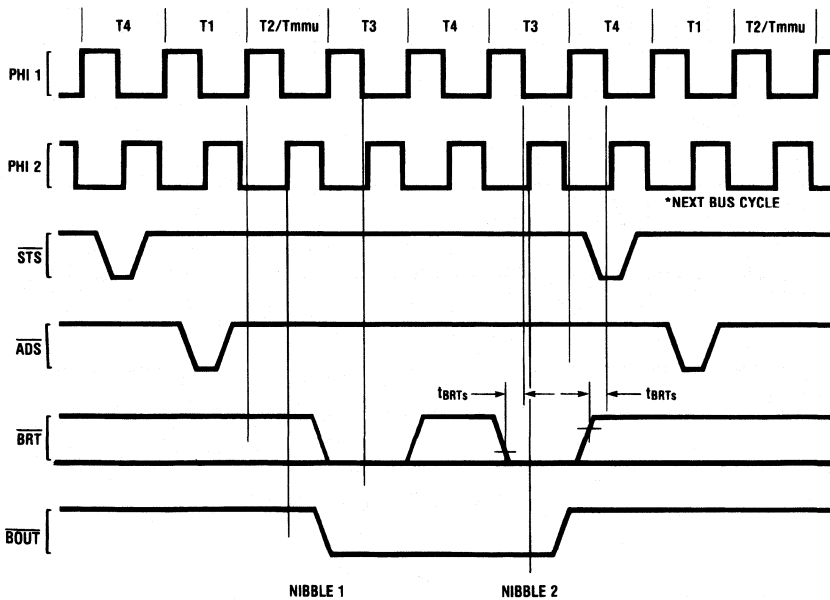 T4 T1 T2/Tmmu T3 T4 T3 T4 T1 T2/Tmmu
PHI 1
PHI 2
*NEXT BUS CYCLE
STS
ADS
tBRTs tBRTs
BRT
BOUT
NIBBLE 1 NIBBLE 2